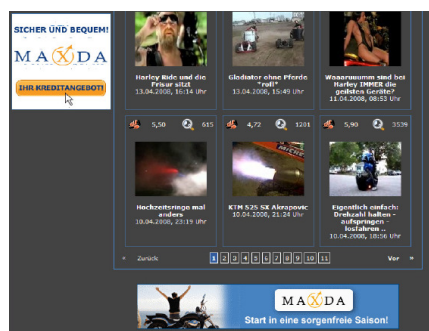 SICHER UND BEQUEM!
MAXDA
IHR KREDITANGEBOT!
Harley Ride und die
Frisur sitzt
13.04.2008, 16:14 Uhr
Gladiator ohne Pferde
*roll*
13.04.2008, 15:49 Uhr
Waaaruuumm sind bei
Harley IMMER die
geilsten Geräte?
11.04.2008, 08:53 Uhr
5,50 615
4,72 1201
5,90 3539
Hochzeitsringe mal
anders
10.04.2008, 23:19 Uhr
KTM 525 SX Akrapovic
10.04.2008, 21:24 Uhr
Eigentlich einfach:
Drehzahl halten -
aufspringen -
losfahren ..
10.04.2008, 18:56 Uhr
« Zurück 1 2 3 4 5 6 7 8 9 10 11 Vor »
MAXDA
Start in eine sorgenfreie Saison!